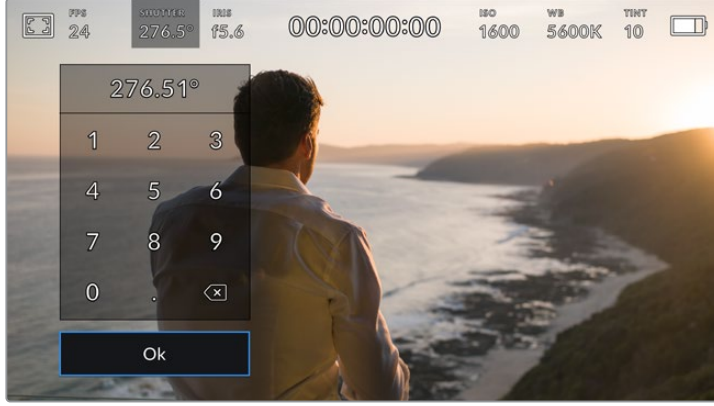 FPS SHUTTER IRIS ISO WB TINT
24 276.5° f5.6 00:00:00:00 1600 5600K 10
276.51°
1 2 3
4 5 6
7 8 9
0 .
Ok